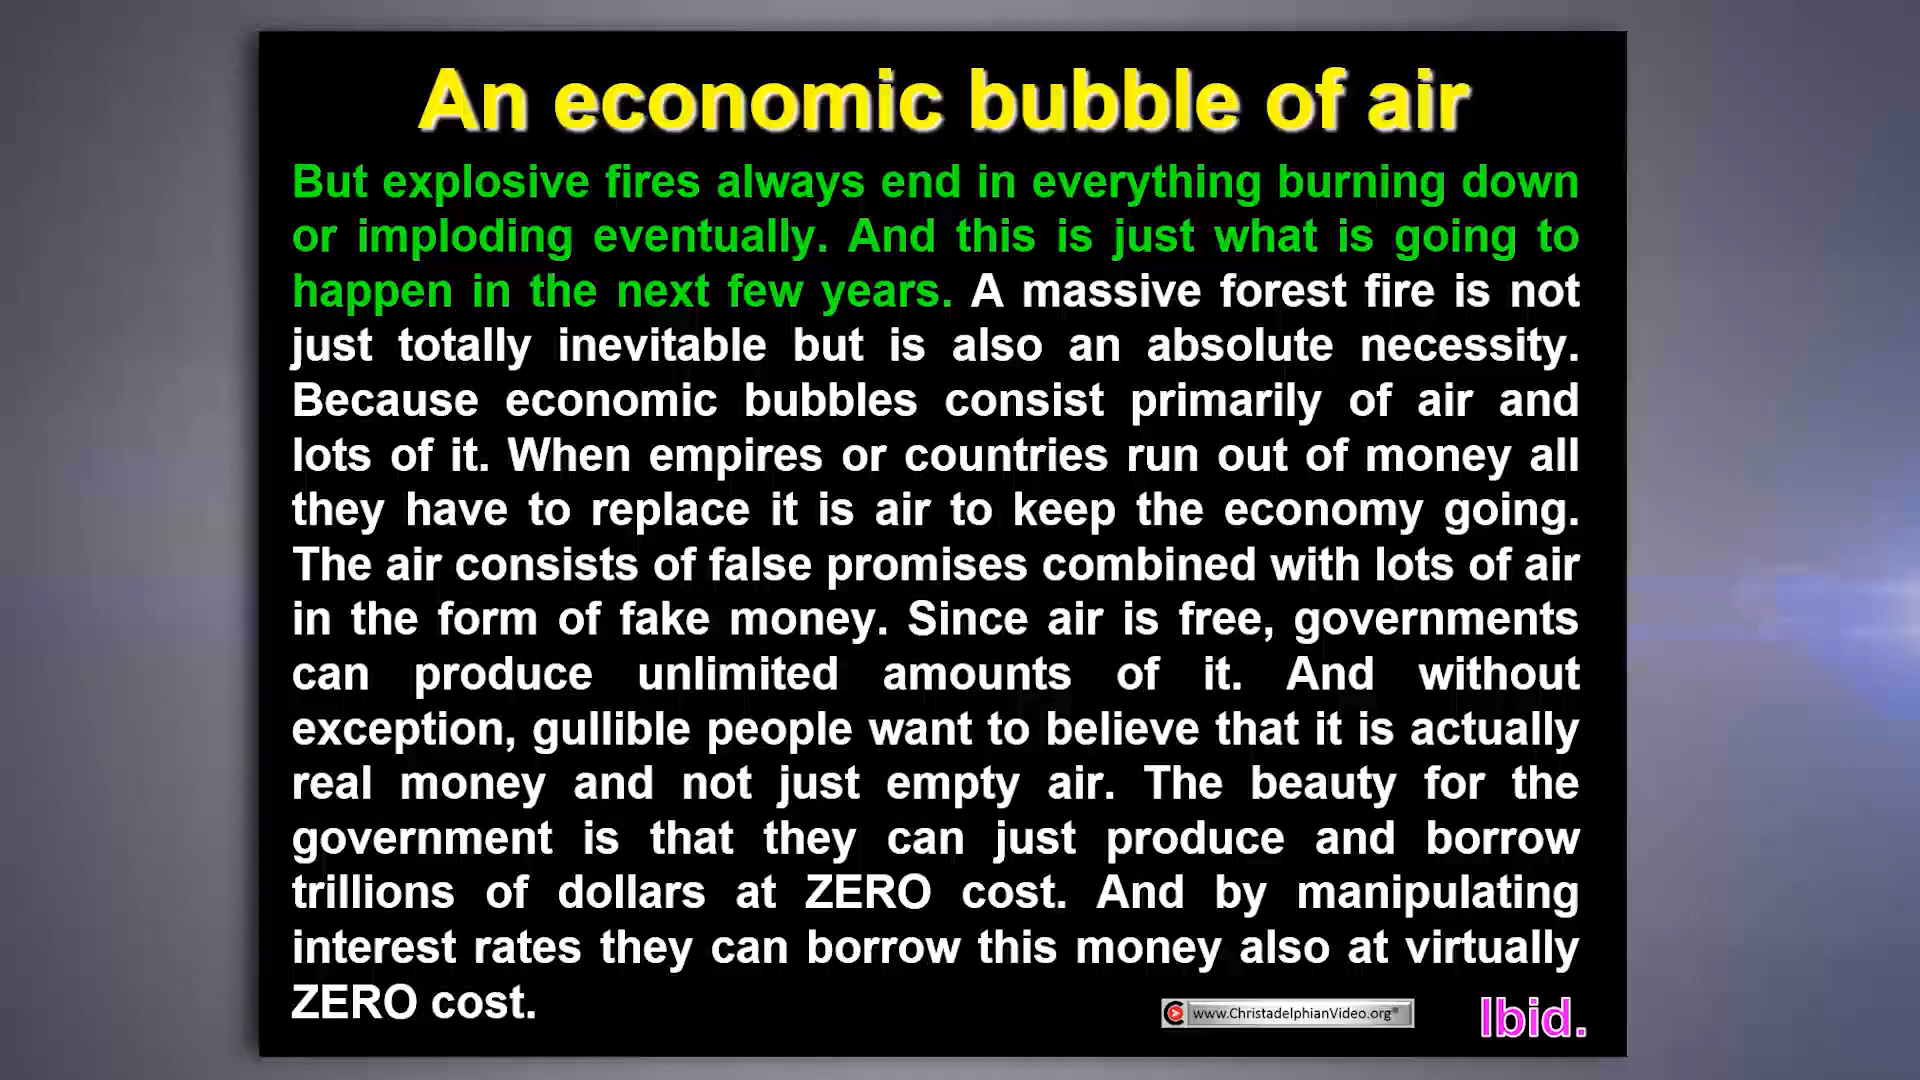 An economic bubble of air
But explosive fires always end in everything burning down
or imploding eventually. And this is just what is going to
happen in the next few years. A massive forest fire is not
just totally inevitable but is also an absolute necessity.
Because economic bubbles consist primarily of air and
lots of it. When empires or countries run out of money all
they have to replace it is air to keep the economy going.
The air consists of false promises combined with lots of air
in the form of fake money. Since air is free, governments
can produce unlimited amounts of it. And without
exception, gullible people want to believe that it is actually
real money and not just empty air. The beauty for the
government is that they can just produce and borrow
trillions of dollars at ZERO cost. And by manipulating
interest rates they can borrow this money also at virtually
ZERO cost.
www.ChristadelphianVideo.org®
Ibid.